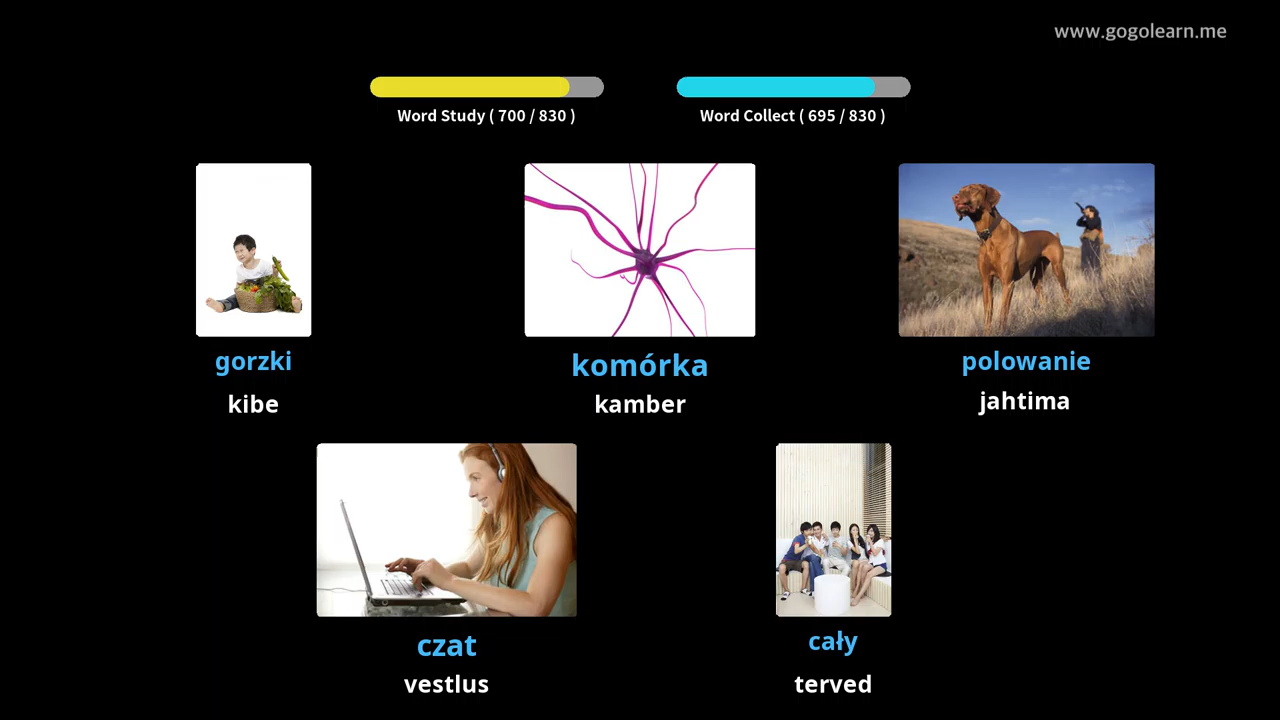 www.gogolearn.me
Word Study ( 700 / 830 )
Word Collect ( 695 / 830 )
gorzki
kibe
komórka
kamber
polowanie
jahtima
czat
vestlus
cały
terved